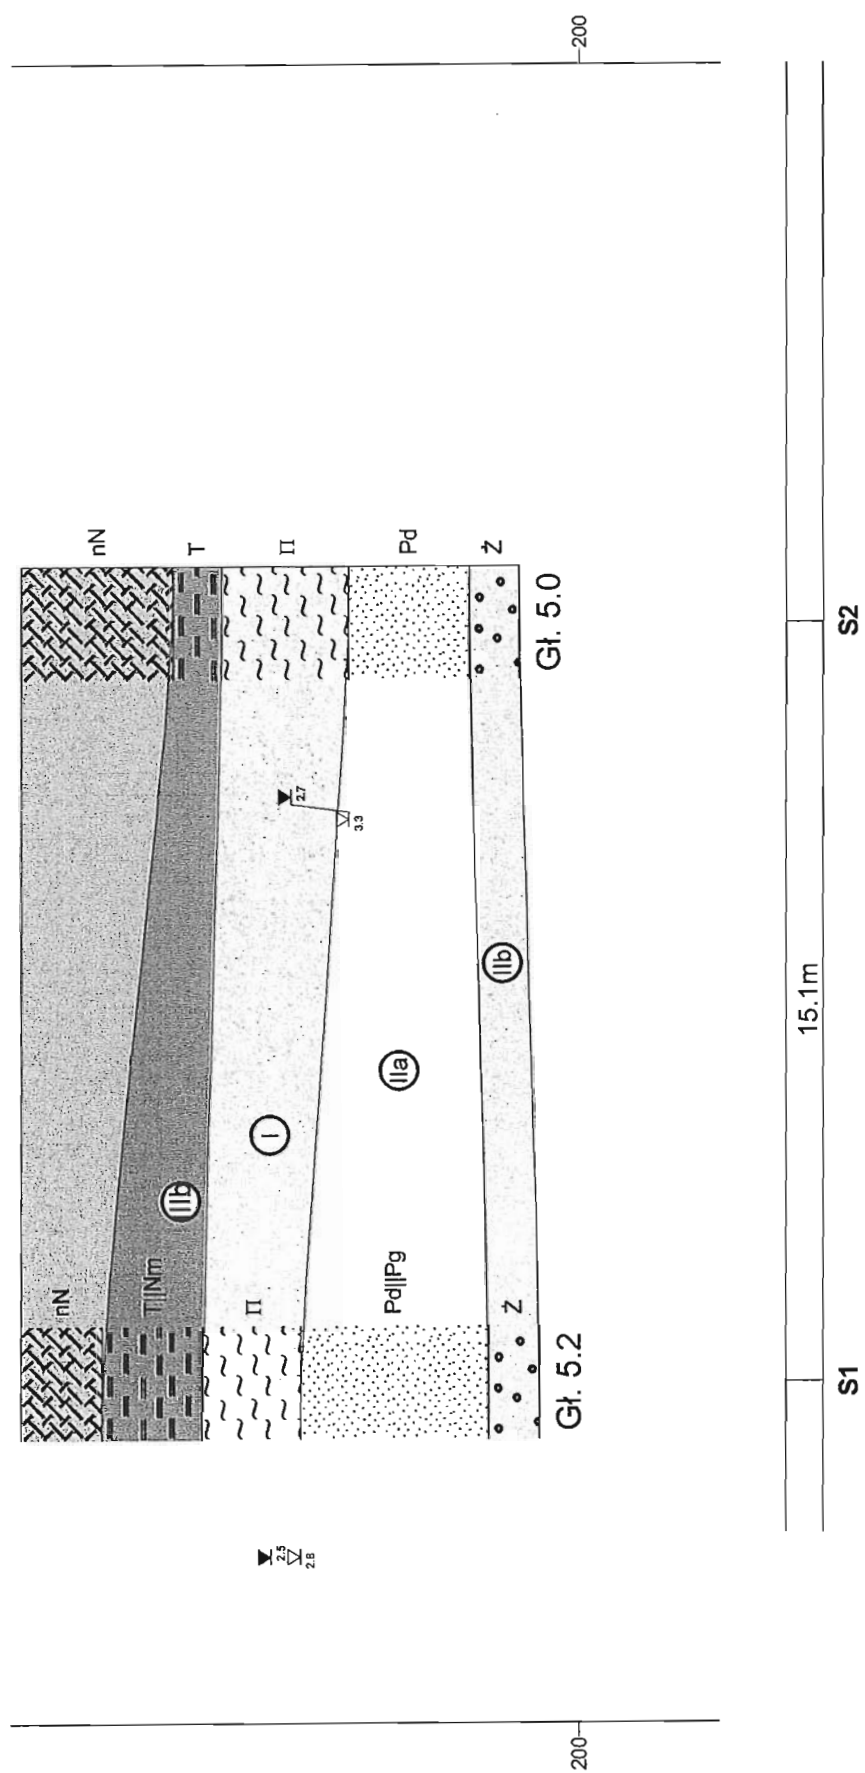 200
200
nN
T||Nm
Π
Pd||Pg
Ż
Gł. 5.2
2.5
2.8
IIIb
I
IIa
IIb
2.7
3.3
nN
T
Π
Pd
Ż
Gł. 5.0
15.1m
S1
S2